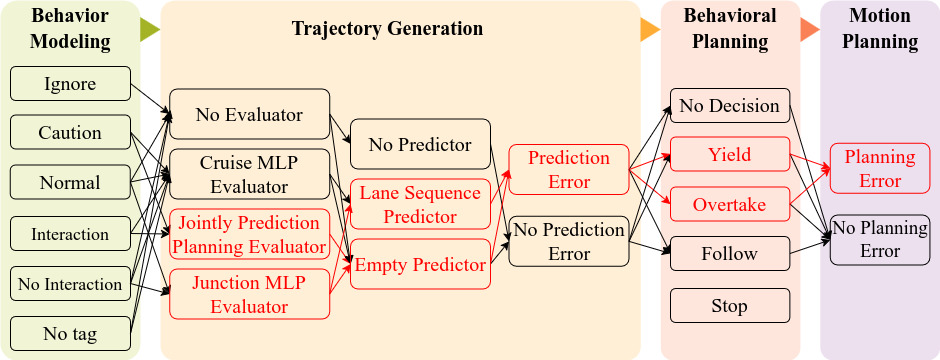 Behavior
Modeling
Trajectory Generation
Behavioral
Planning
Motion
Planning
Ignore
Caution
Normal
Interaction
No Interaction
No tag
No Evaluator
Cruise MLP
Evaluator
Jointly Prediction
Planning Evaluator
Junction MLP
Evaluator
No Predictor
Lane Sequence
Predictor
Empty Predictor
Prediction
Error
No Prediction
Error
No Decision
Yield
Overtake
Follow
Stop
Planning
Error
No Planning
Error